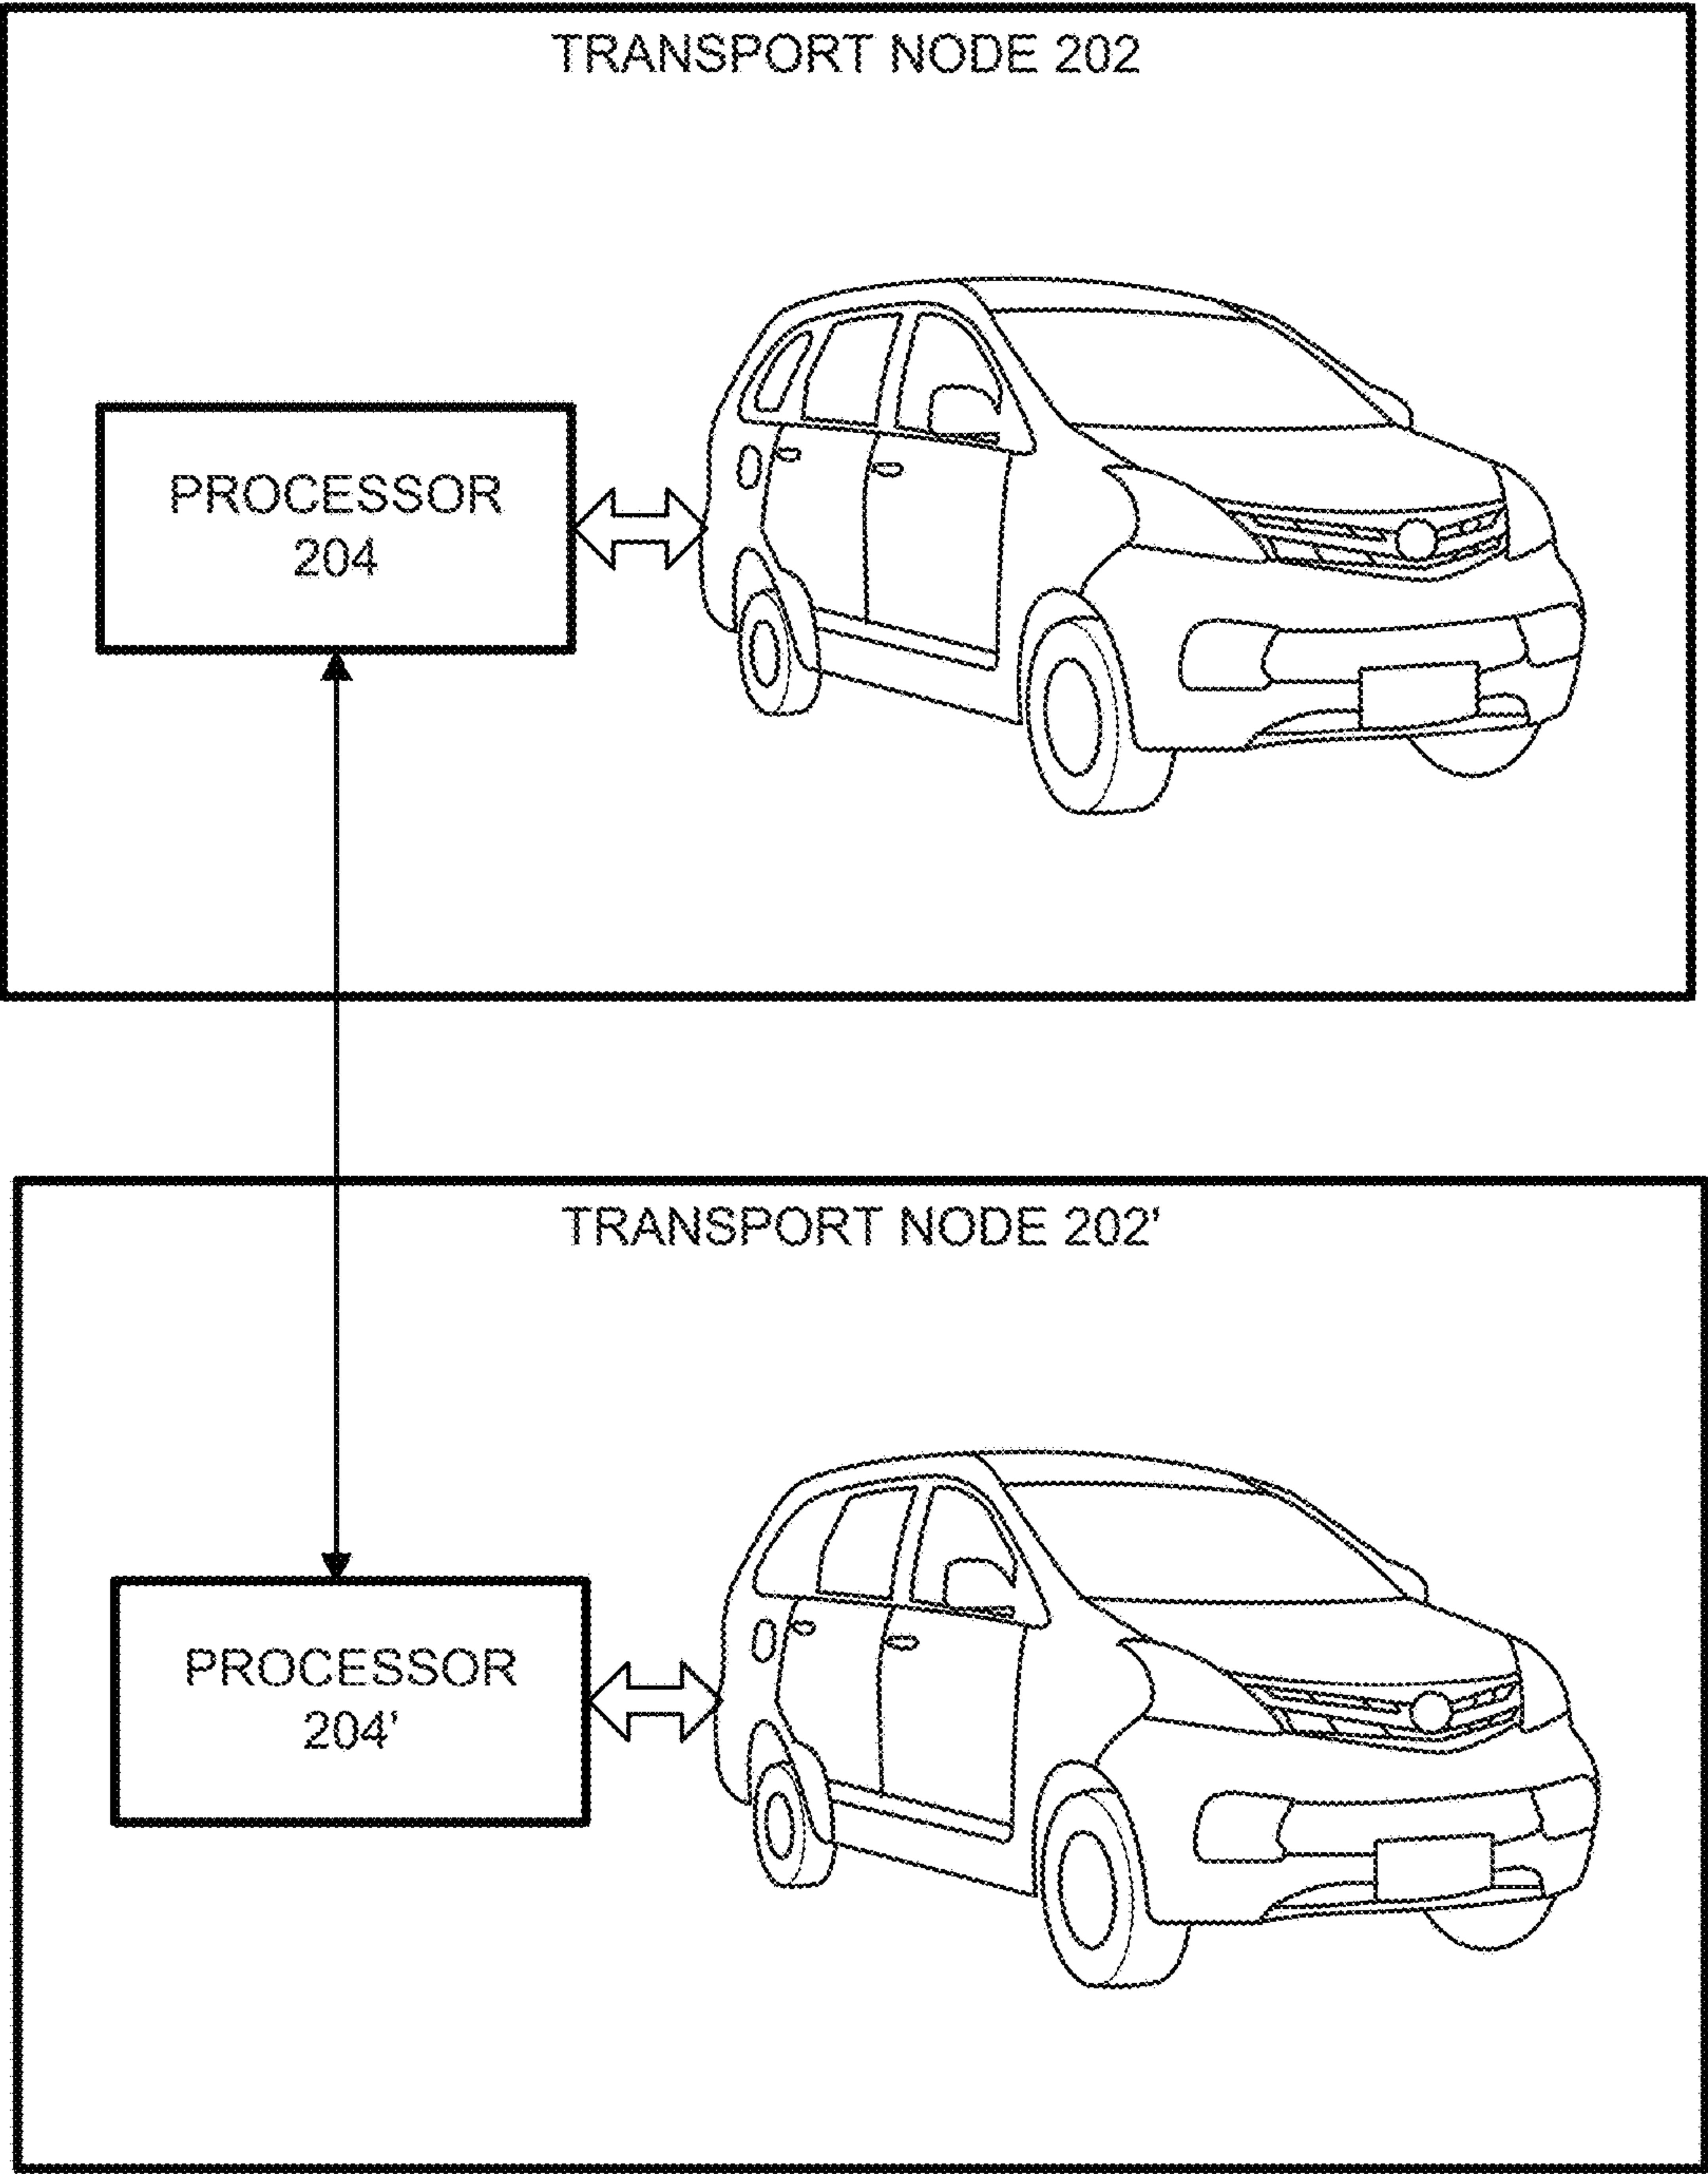 TRANSPORT NODE 202
PROCESSOR
204
TRANSPORT NODE 202'
PROCESSOR
204'